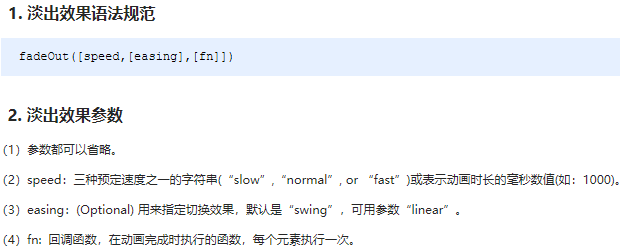 1. 淡出效果语法规范
fadeOut([speed,[easing],[fn]])
2. 淡出效果参数
（1）参数都可以省略。
（2）speed：三种预定速度之一的字符串(“slow”,“normal”, or “fast”)或表示动画时长的毫秒数值(如：1000)。
（3）easing：(Optional) 用来指定切换效果，默认是“swing”，可用参数“linear”。
（4）fn: 回调函数，在动画完成时执行的函数，每个元素执行一次。